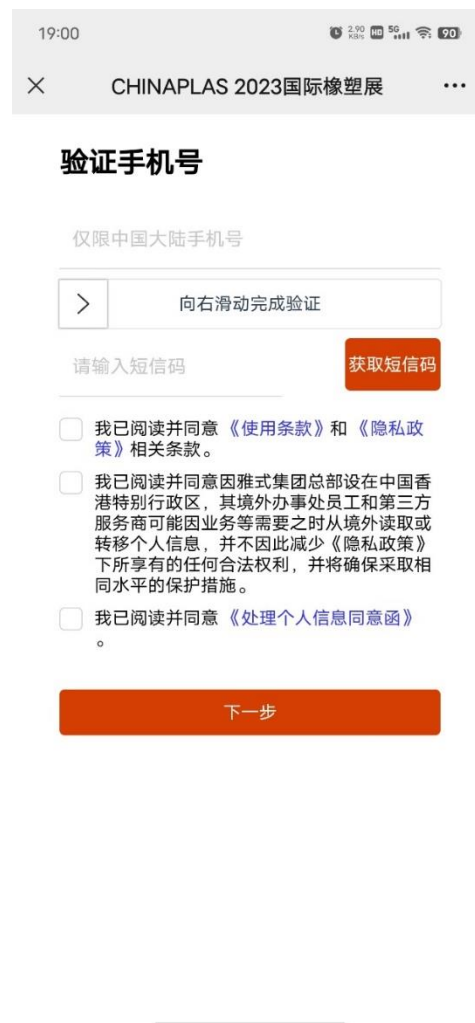 19:00
2.90 KB/s HD 5G 90
CHINAPLAS 2023国际橡塑展
验证手机号
仅限中国大陆手机号
向右滑动完成验证
请输入短信码
获取短信码
我已阅读并同意《使用条款》和《隐私政
策》相关条款。
我已阅读并同意因雅式集团总部设在中国香
港特别行政区，其境外办事处员工和第三方
服务商可能因业务等需要之时从境外读取或
转移个人信息，并不因此减少《隐私政策》
下所享有的任何合法权利，并将确保采取相
同水平的保护措施。
我已阅读并同意《处理个人信息同意函》
。
下一步